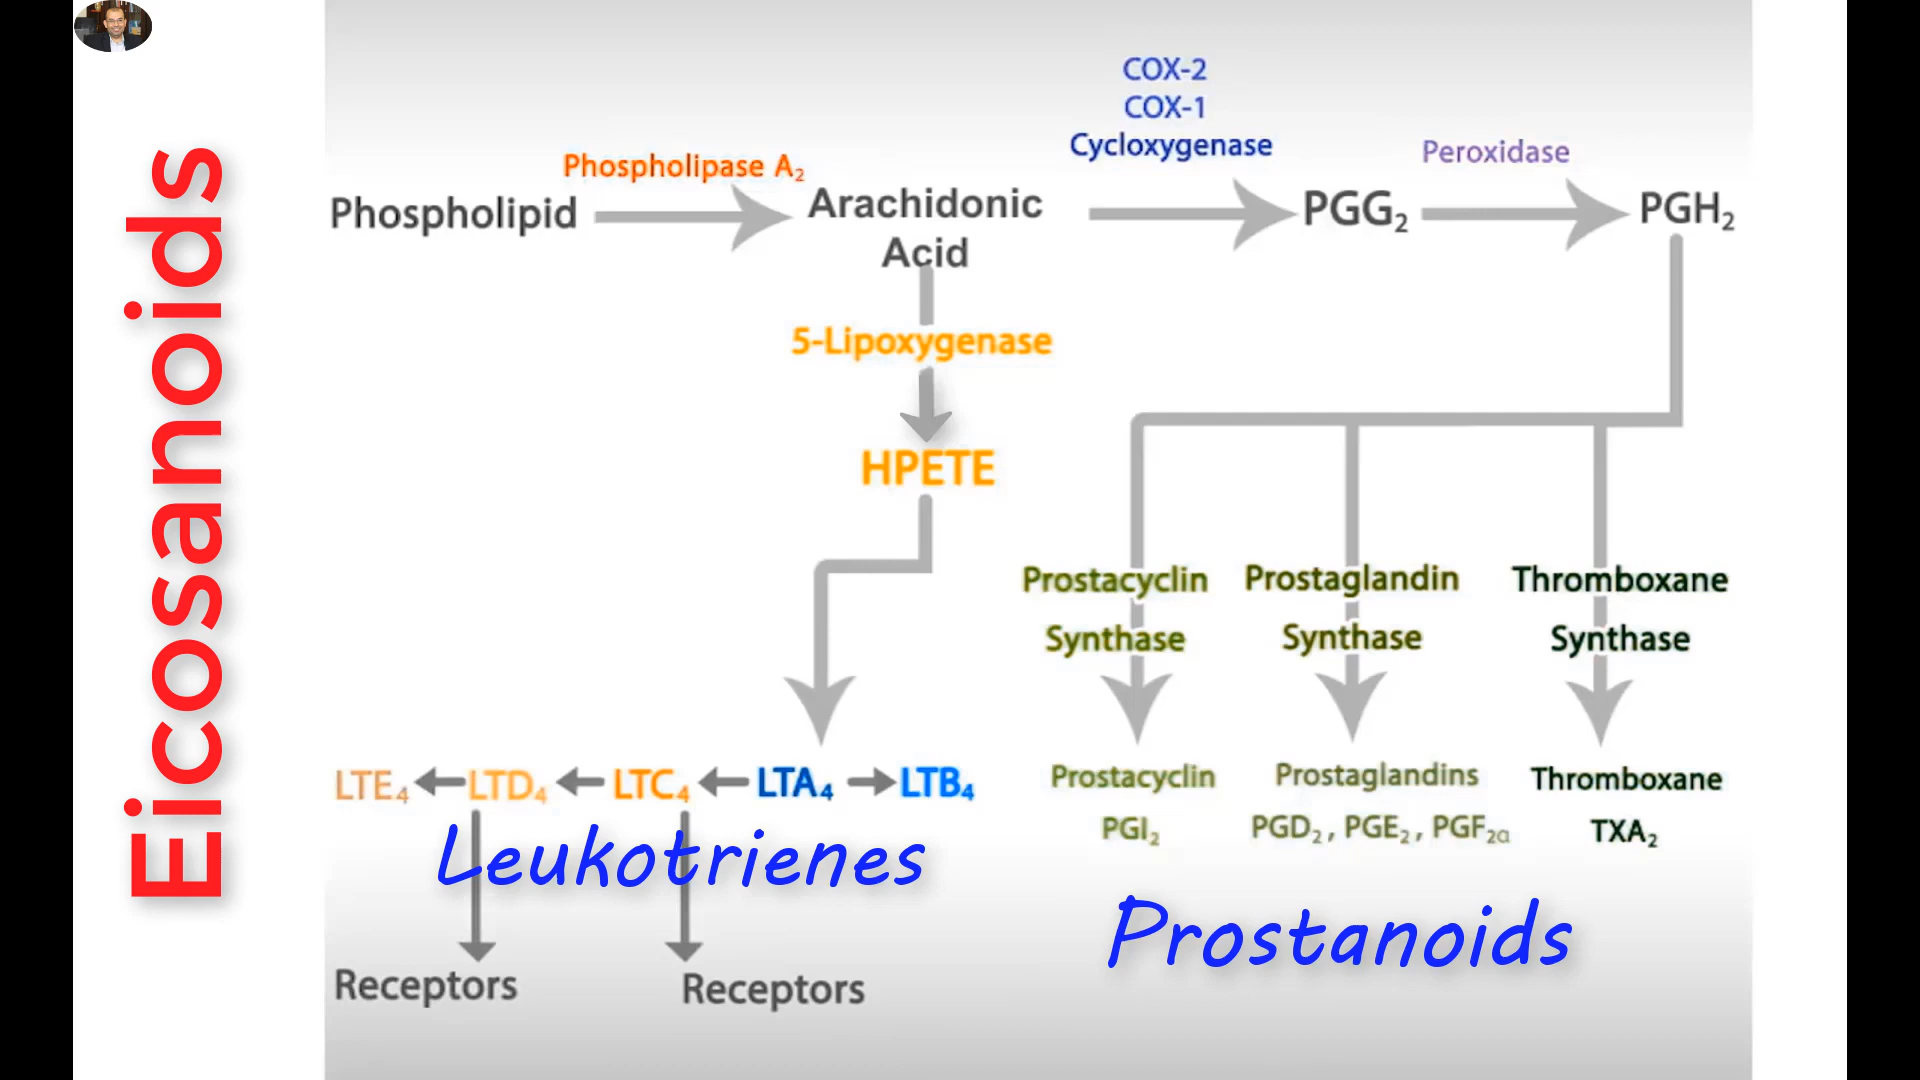 Eicosanoids
COX-2
COX-1
Cycloxygenase
Peroxidase
Phospholipase A₂
Phospholipid
Arachidonic
Acid
PGG₂
PGH₂
5-Lipoxygenase
HPETE
Prostacyclin
Synthase
Prostaglandin
Synthase
Thromboxane
Synthase
LTE₄
LTD₄
LTC₄
LTA₄
LTB₄
Prostacyclin
PGI₂
Prostaglandins
PGD₂, PGE₂, PGF₂α
Thromboxane
TXA₂
Leukotrienes
Prostanoids
Receptors
Receptors